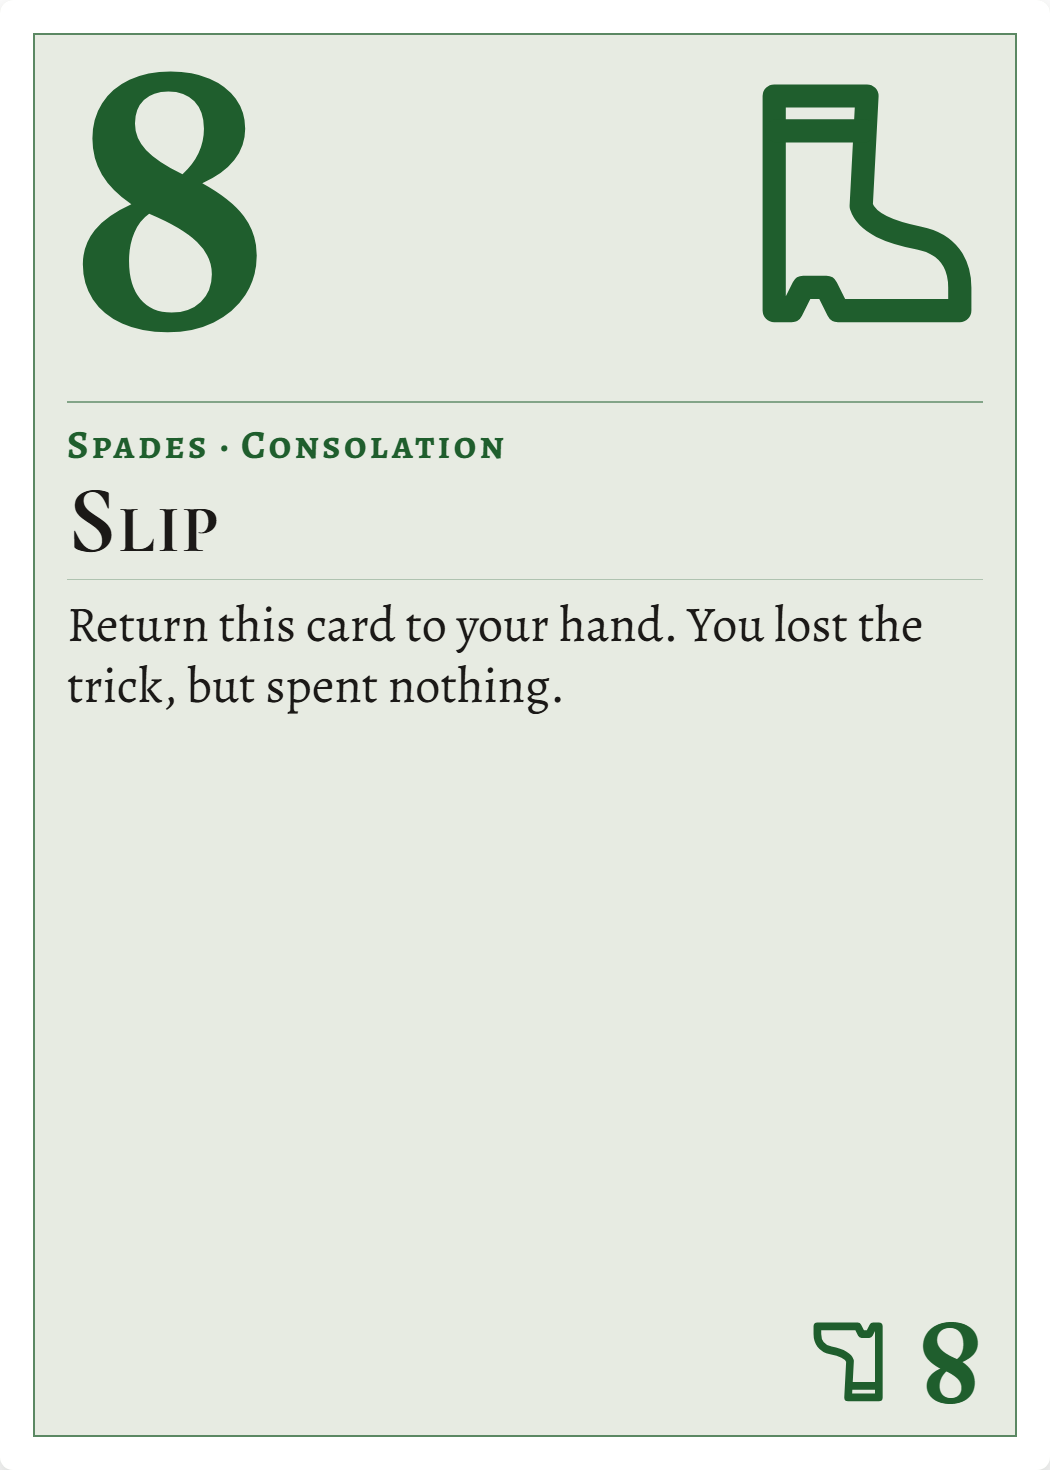 8
Spades · Consolation
Slip
Return this card to your hand. You lost the
trick, but spent nothing.
8